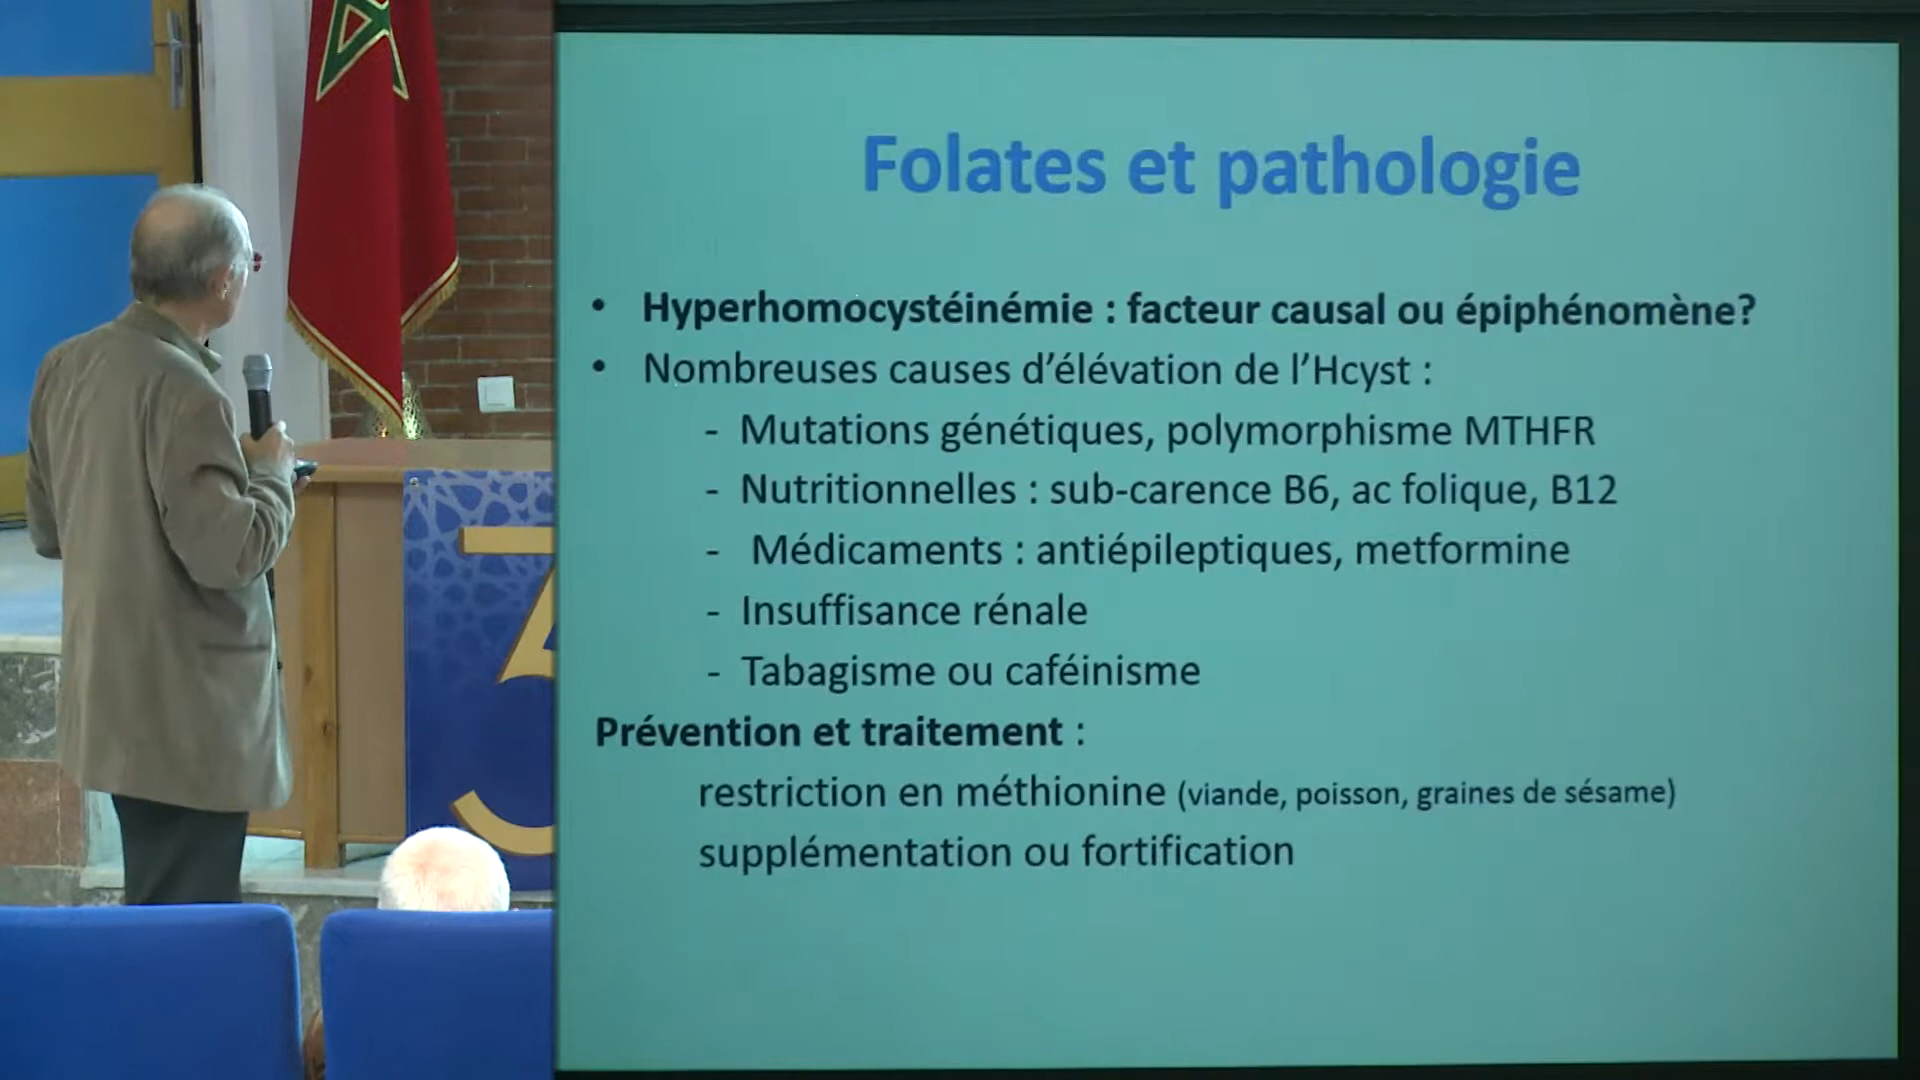 Folates et pathologie
• Hyperhomocystéinémie : facteur causal ou épiphénomène?
• Nombreuses causes d’élévation de l’Hcyst :
- Mutations génétiques, polymorphisme MTHFR
- Nutritionnelles : sub-carence B6, ac folique, B12
- Médicaments : antiépileptiques, metformine
- Insuffisance rénale
- Tabagisme ou caféinisme
Prévention et traitement :
restriction en méthionine (viande, poisson, graines de sésame)
supplémentation ou fortification